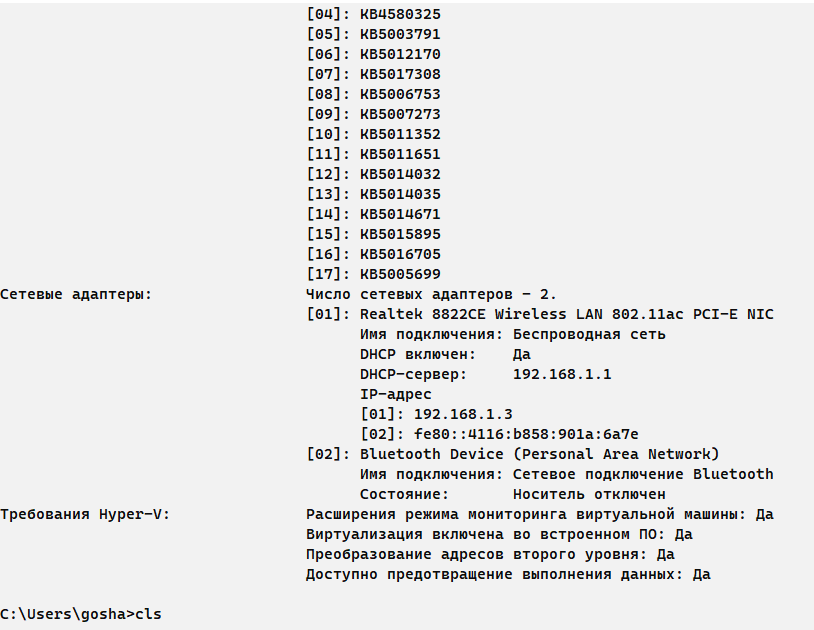 [04]: KB4580325
[05]: KB5003791
[06]: KB5012170
[07]: KB5017308
[08]: KB5006753
[09]: KB5007273
[10]: KB5011352
[11]: KB5011651
[12]: KB5014032
[13]: KB5014035
[14]: KB5014671
[15]: KB5015895
[16]: KB5016705
[17]: KB5005699
Сетевые адаптеры: Число сетевых адаптеров - 2.
[01]: Realtek 8822CE Wireless LAN 802.11ac PCI-E NIC
Имя подключения: Беспроводная сеть
DHCP включен: Да
DHCP-сервер: 192.168.1.1
IP-адрес
[01]: 192.168.1.3
[02]: fe80::4116:b858:901a:6a7e
[02]: Bluetooth Device (Personal Area Network)
Имя подключения: Сетевое подключение Bluetooth
Состояние: Носитель отключен
Требования Hyper-V: Расширения режима мониторинга виртуальной машины: Да
Виртуализация включена во встроенном ПО: Да
Преобразование адресов второго уровня: Да
Доступно предотвращение выполнения данных: Да
C:\Users\gosha>cls